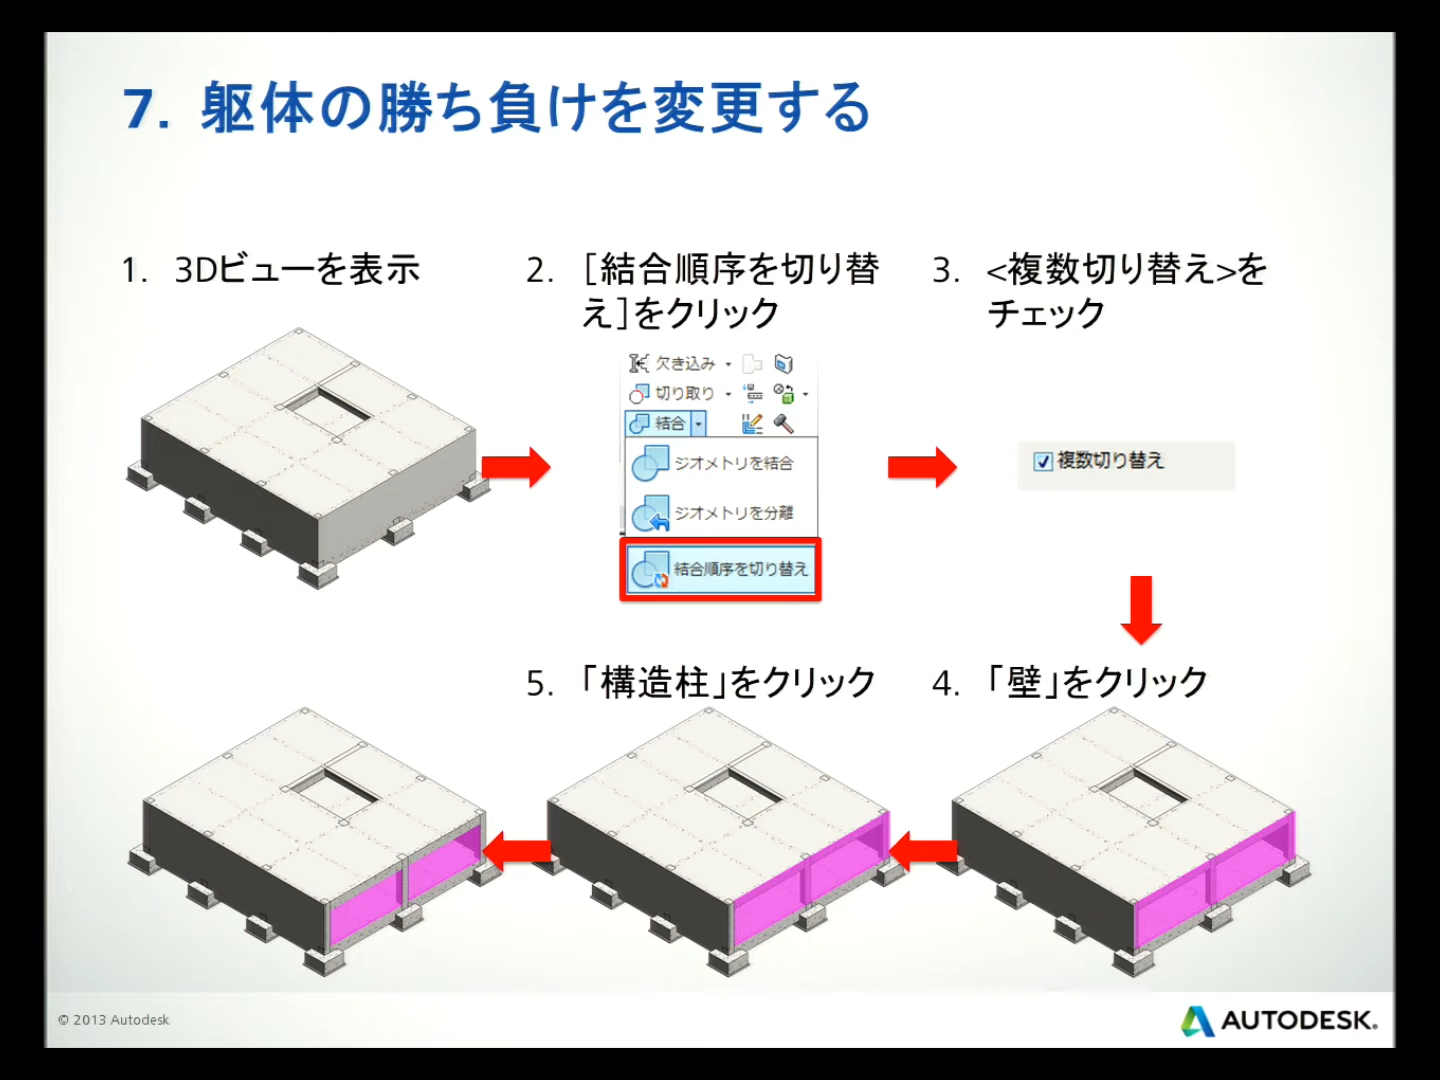 7. 躯体の勝ち負けを変更する
1. 3Dビューを表示
2. [結合順序を切り替
え]をクリック
欠き込み
切り取り
結合
ジオメトリを結合
ジオメトリを分離
結合順序を切り替え
3. <複数切り替え>を
チェック
複数切り替え
4. 「壁」をクリック
5. 「構造柱」をクリック
© 2013 Autodesk
AUTODESK.